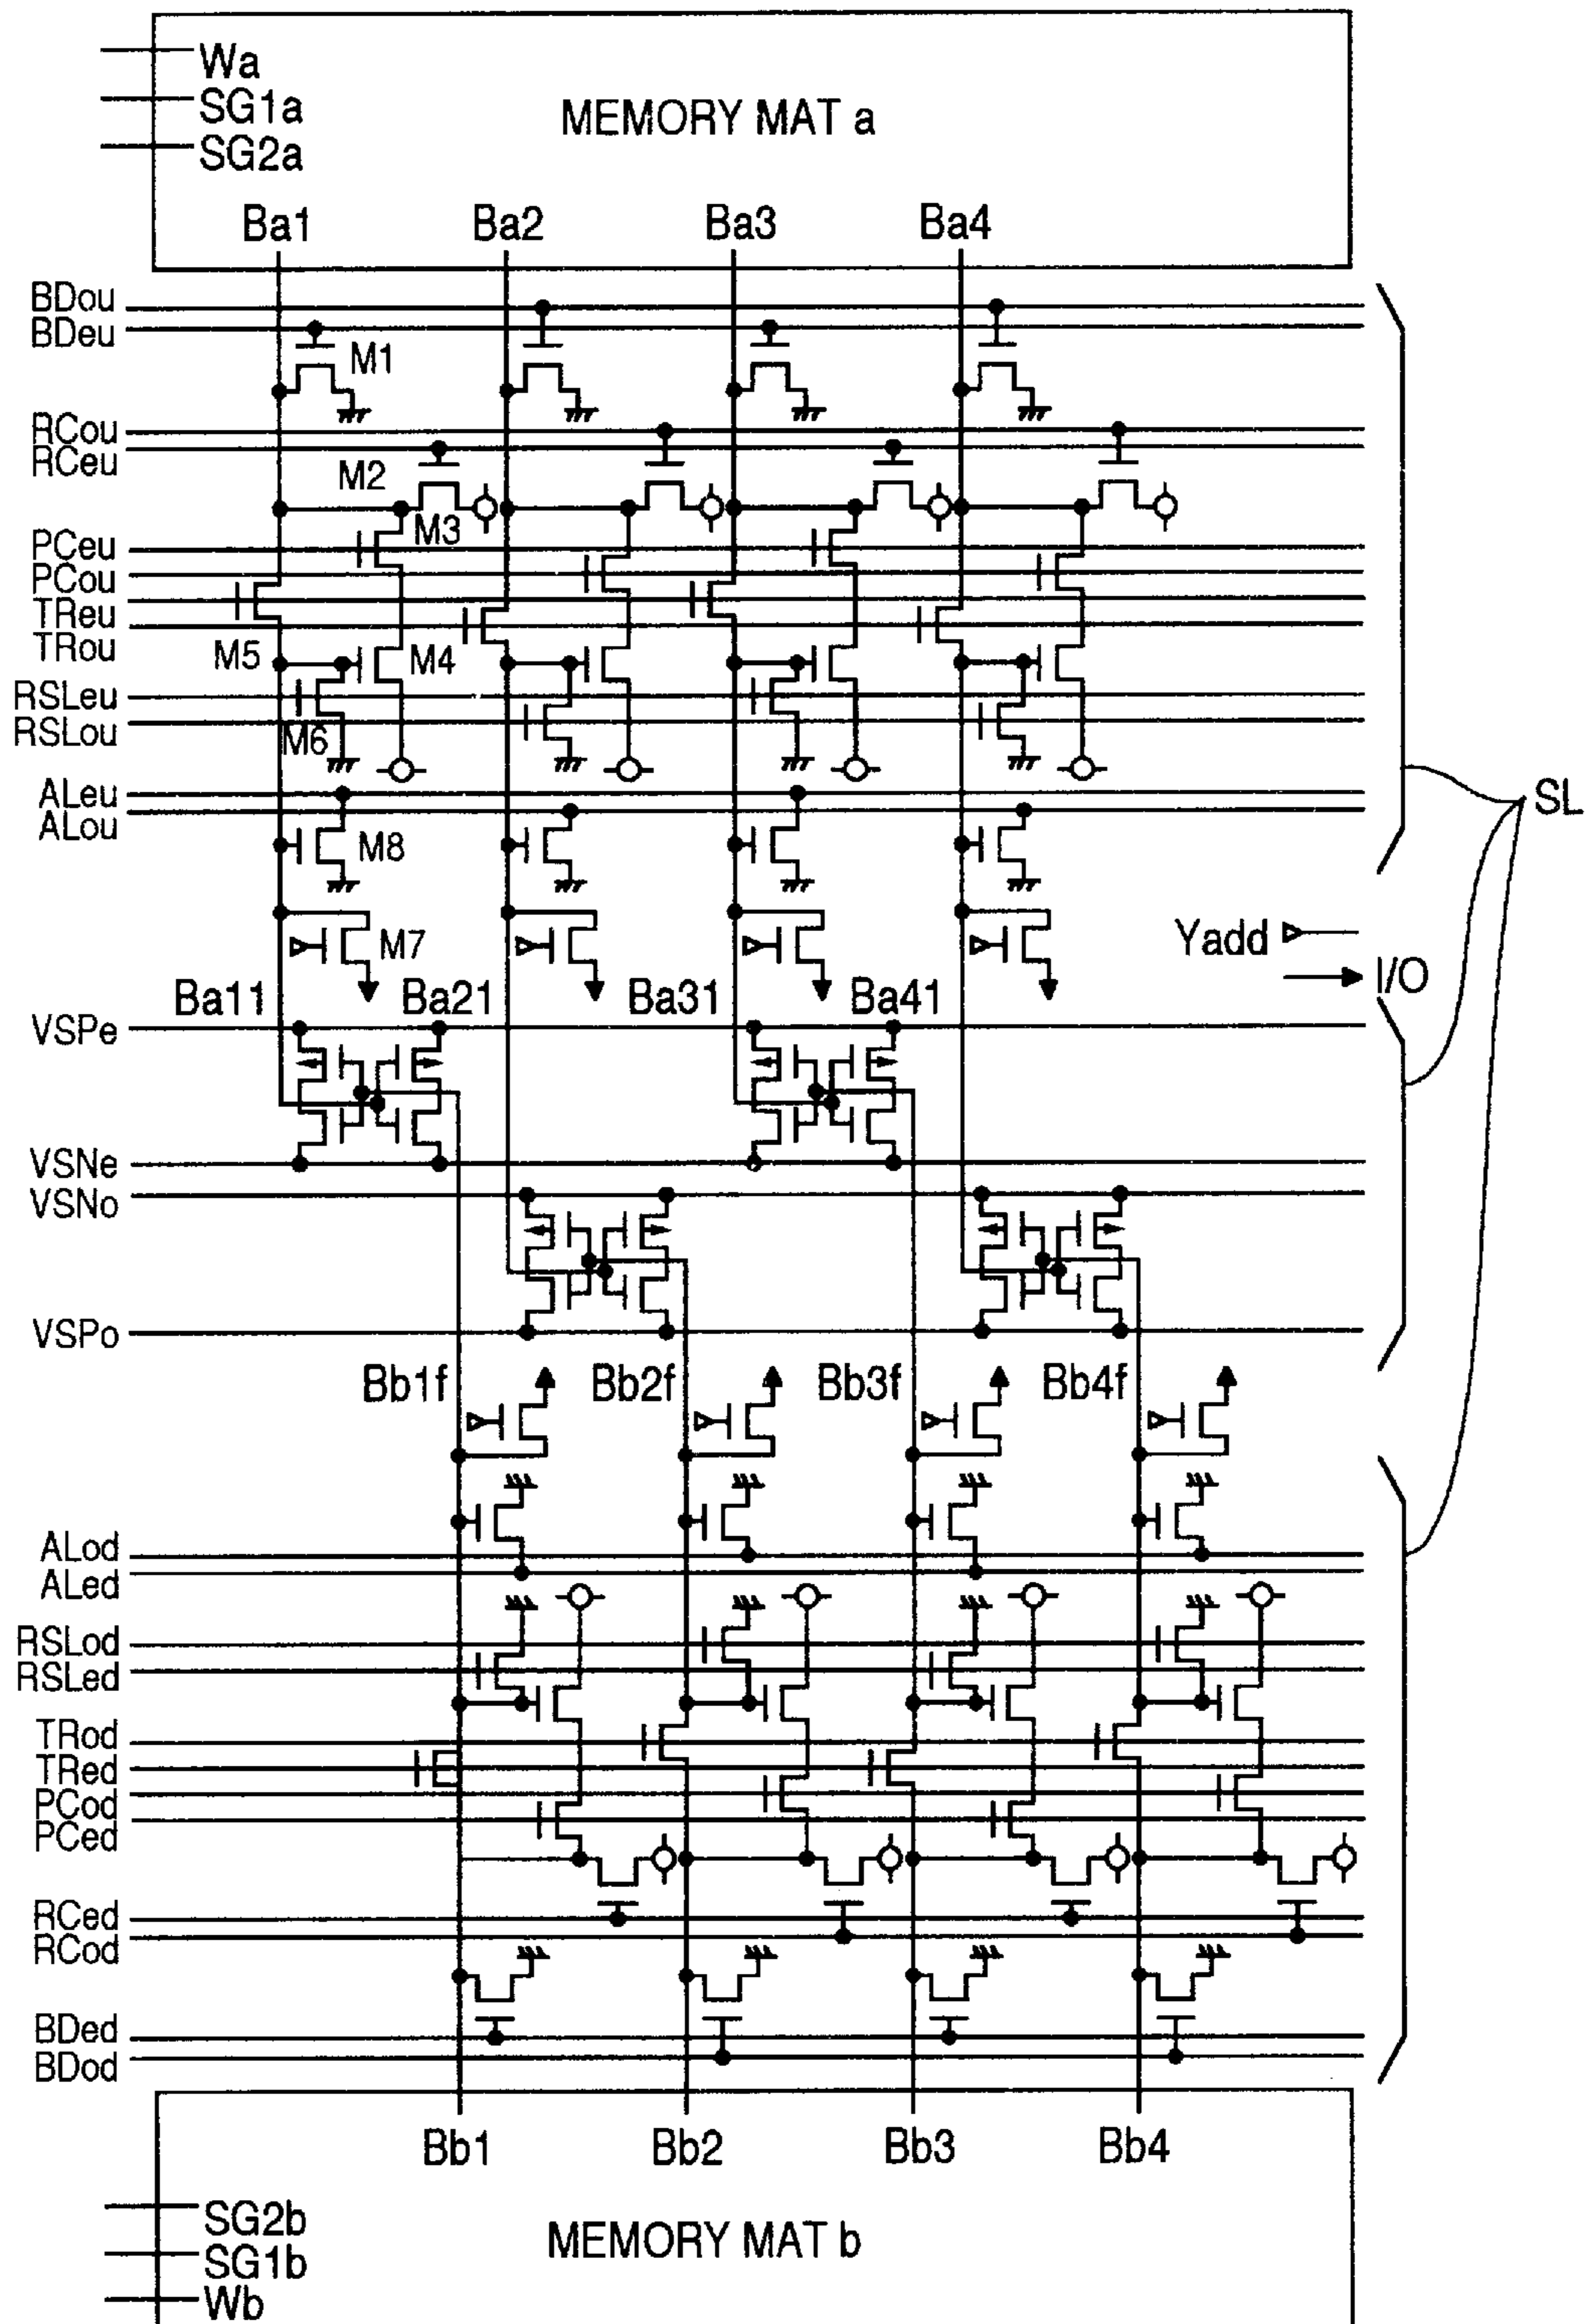 Wa
SG1a
SG2a
MEMORY MAT a
Ba1 Ba2 Ba3 Ba4
BDou
BDeu
M1
RCou
RCeu
M2
M3
PCeu
PCou
TReu
TRou
M5 M4
RSLeu
RSLou
M6
ALeu
ALou
M8
SL
M7
Yadd
I/O
Ba11 Ba21 Ba31 Ba41
VSPe
VSNe
VSNo
VSPo
Bb1f Bb2f Bb3f Bb4f
ALod
ALed
RSLod
RSLed
TRod
TRed
PCod
PCed
RCed
RCod
BDed
BDod
Bb1 Bb2 Bb3 Bb4
SG2b
SG1b
Wb
MEMORY MAT b